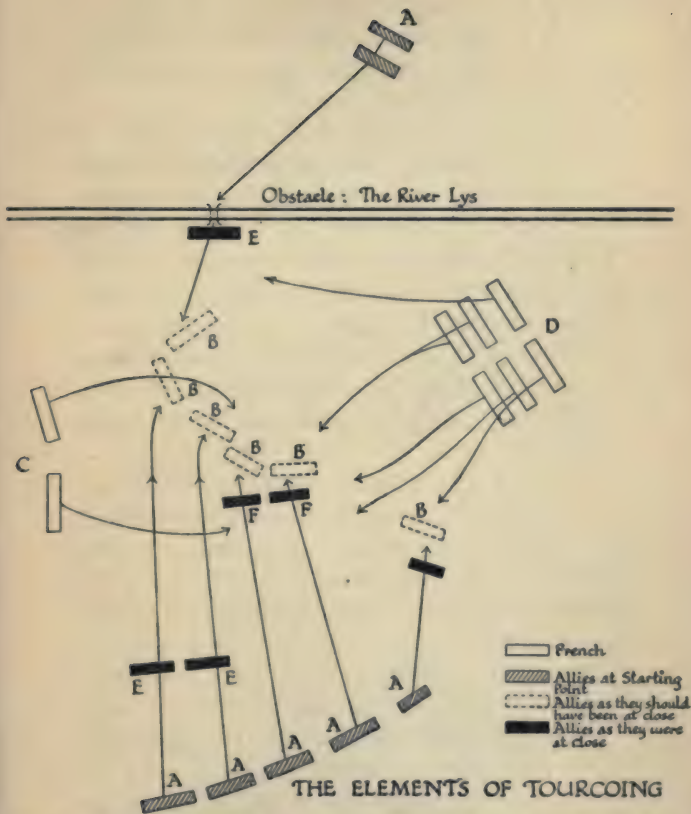 A
Obstaele : The River Lys
E
D
B
B
B
C
B
B
F
F
B
A
E
E
A
A
A
A
French
Allies at Starting
Point
Allies as they should
have been at close
Allies as they were
at close
THE ELEMENTS OF TOURCOING